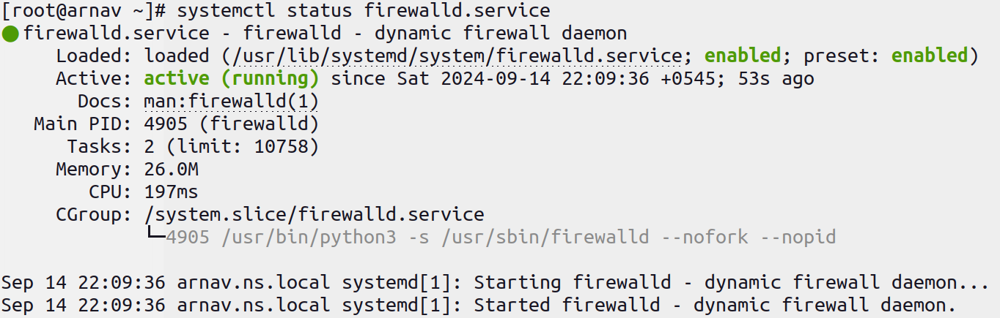 [root@arnav ~]# systemctl status firewalld.service
● firewalld.service - firewalld - dynamic firewall daemon
     Loaded: loaded (/usr/lib/systemd/system/firewalld.service; enabled; preset: enabled)
     Active: active (running) since Sat 2024-09-14 22:09:36 +0545; 53s ago
       Docs: man:firewalld(1)
   Main PID: 4905 (firewalld)
      Tasks: 2 (limit: 10758)
     Memory: 26.0M
        CPU: 197ms
     CGroup: /system.slice/firewalld.service
             └─4905 /usr/bin/python3 -s /usr/sbin/firewalld --nofork --nopid
Sep 14 22:09:36 arnav.ns.local systemd[1]: Starting firewalld - dynamic firewall daemon...
Sep 14 22:09:36 arnav.ns.local systemd[1]: Started firewalld - dynamic firewall daemon.